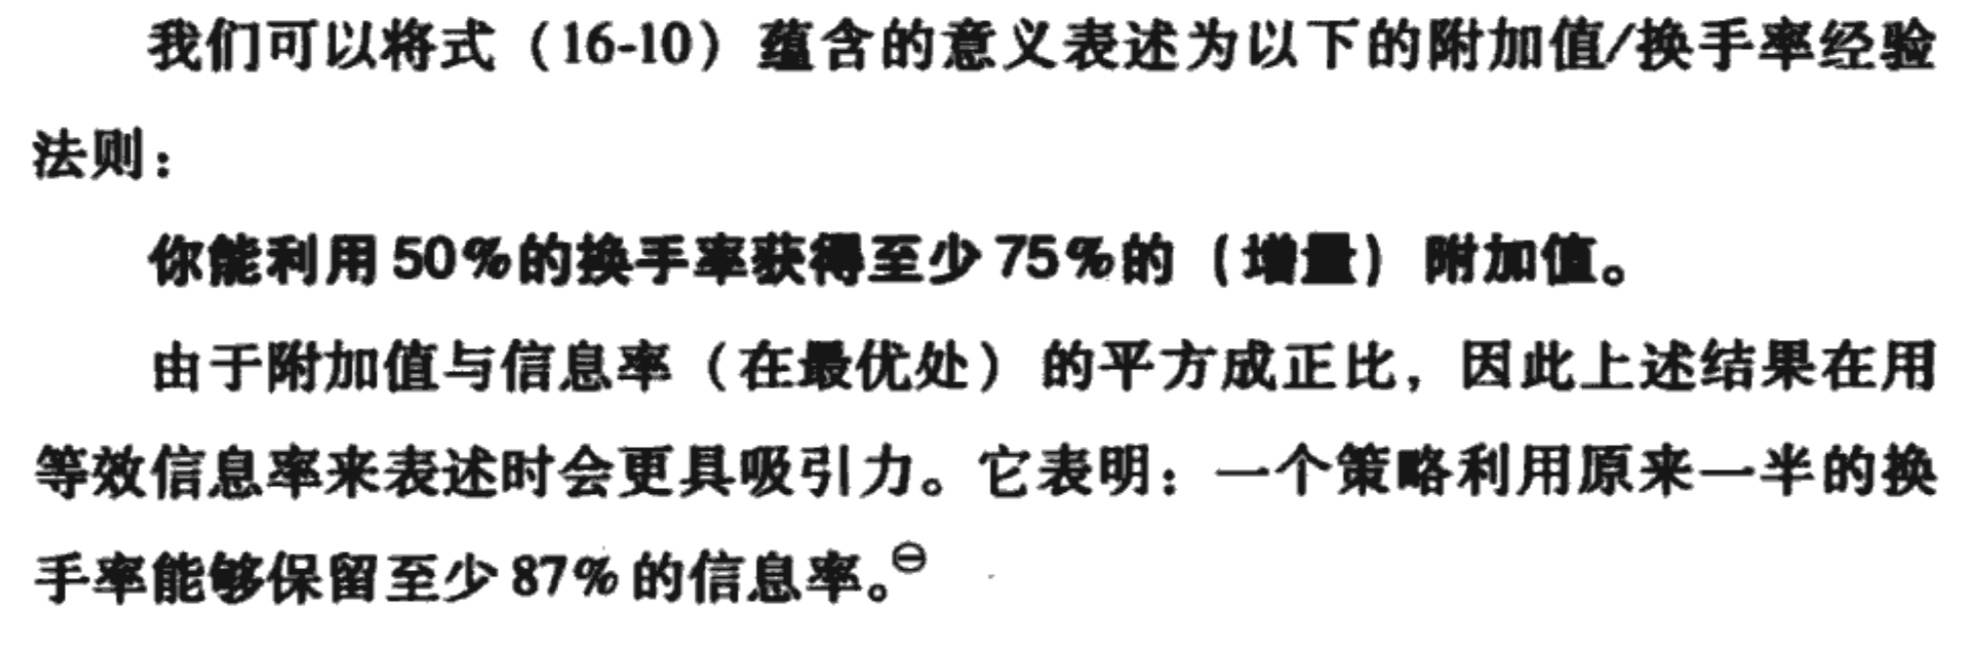 我们可以将式（16-10）蕴含的意义表述为以下的附加值/换手率经验
法则：
你能利用50%的换手率获得至少75%的（增量）附加值。
由于附加值与信息率（在最优处）的平方成正比，因此上述结果在用
等效信息率来表述时会更具吸引力。它表明：一个策略利用原来一半的换
手率能够保留至少87%的信息率。⊖